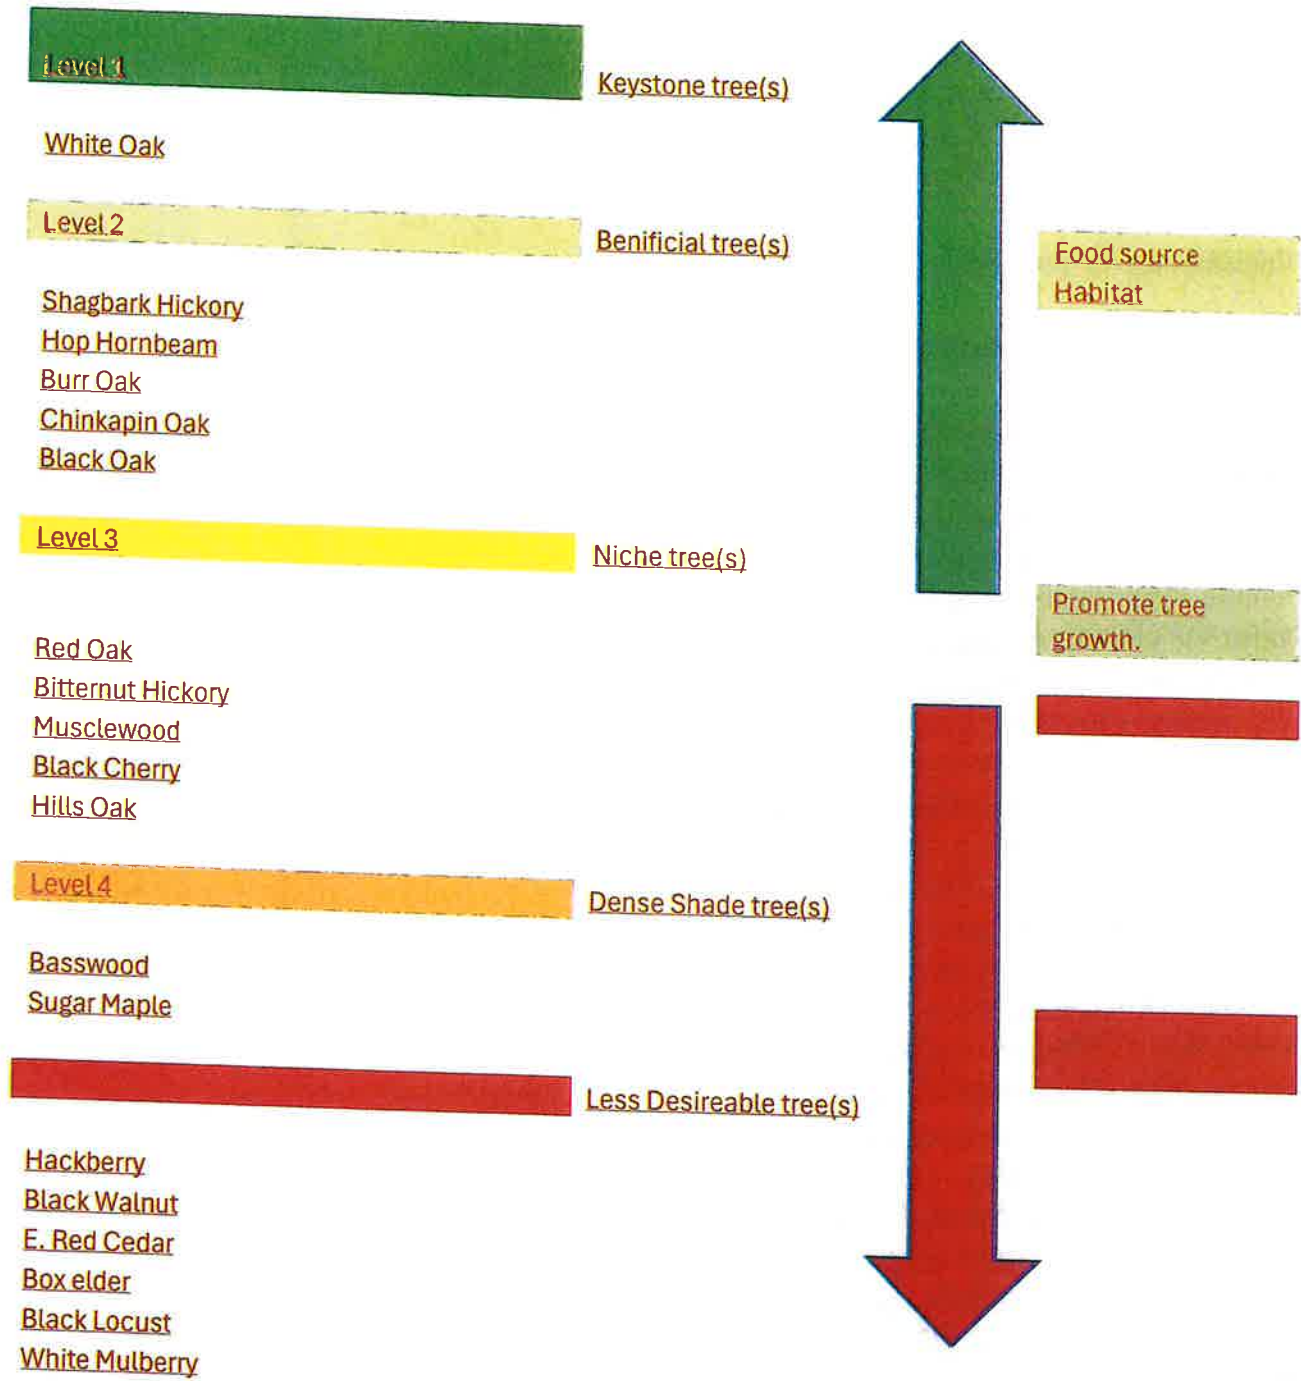 Level 1
Keystone tree(s)
White Oak
Level 2
Benificial tree(s)
Shagbark Hickory
Hop Hornbeam
Burr Oak
Chinkapin Oak
Black Oak
Level 3
Niche tree(s)
Red Oak
Bitternut Hickory
Musclewood
Black Cherry
Hills Oak
Level 4
Dense Shade tree(s)
Basswood
Sugar Maple
Less Desireable tree(s)
Hackberry
Black Walnut
E. Red Cedar
Box elder
Black Locust
White Mulberry
Food source
Habitat
Promote tree
growth.